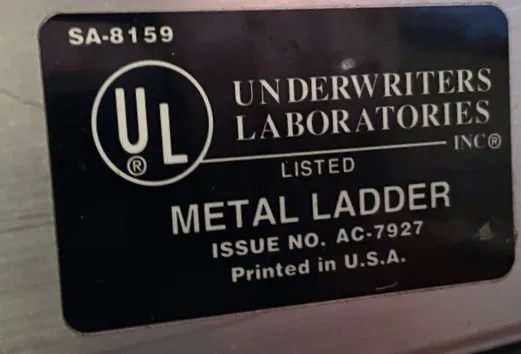 SA-8159
UL®
UNDERWRITERS
LABORATORIES
INC®
LISTED
METAL LADDER
ISSUE NO. AC-7927
Printed in U.S.A.